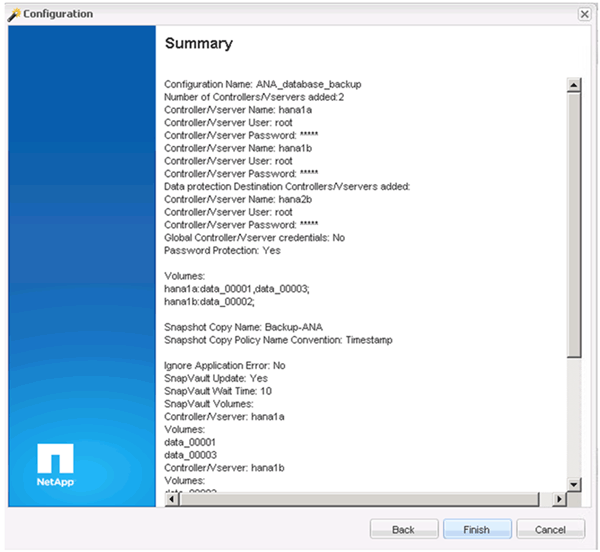 Configuration
Summary
Configuration Name: ANA_database_backup
Number of Controllers/Vservers added:2
Controller/Vserver Name: hana1a
Controller/Vserver User: root
Controller/Vserver Password: *****
Controller/Vserver Name: hana1b
Controller/Vserver User: root
Controller/Vserver Password: *****
Data protection Destination Controllers/Vservers added:
Controller/Vserver Name: hana2b
Controller/Vserver User: root
Controller/Vserver Password: *****
Global Controller/Vserver credentials: No
Password Protection: Yes
Volumes:
hana1a:data_00001,data_00003;
hana1b:data_00002;
Snapshot Copy Name: Backup-ANA
Snapshot Copy Policy Name Convention: Timestamp
Ignore Application Error: No
SnapVault Update: Yes
SnapVault Wait Time: 10
SnapVault Volumes:
Controller/Vserver: hana1a
Volumes:
data_00001
data_00003
Controller/Vserver: hana1b
Volumes:
NetApp
Back
Finish
Cancel